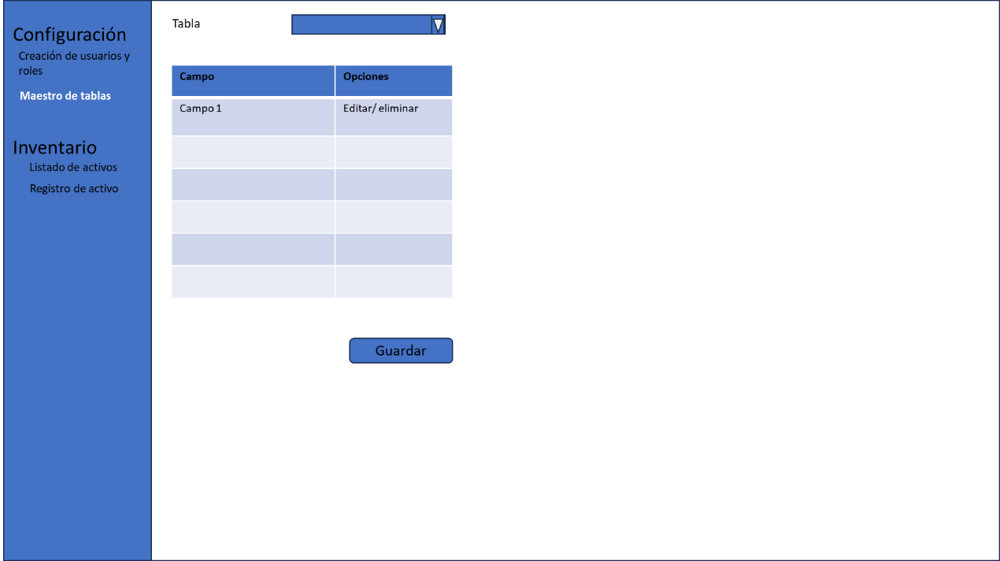 Configuración
Creación de usuarios y
roles
Maestro de tablas
Inventario
Listado de activos
Registro de activo
Tabla
Campo Opciones
Campo 1 Editar/ eliminar
Guardar